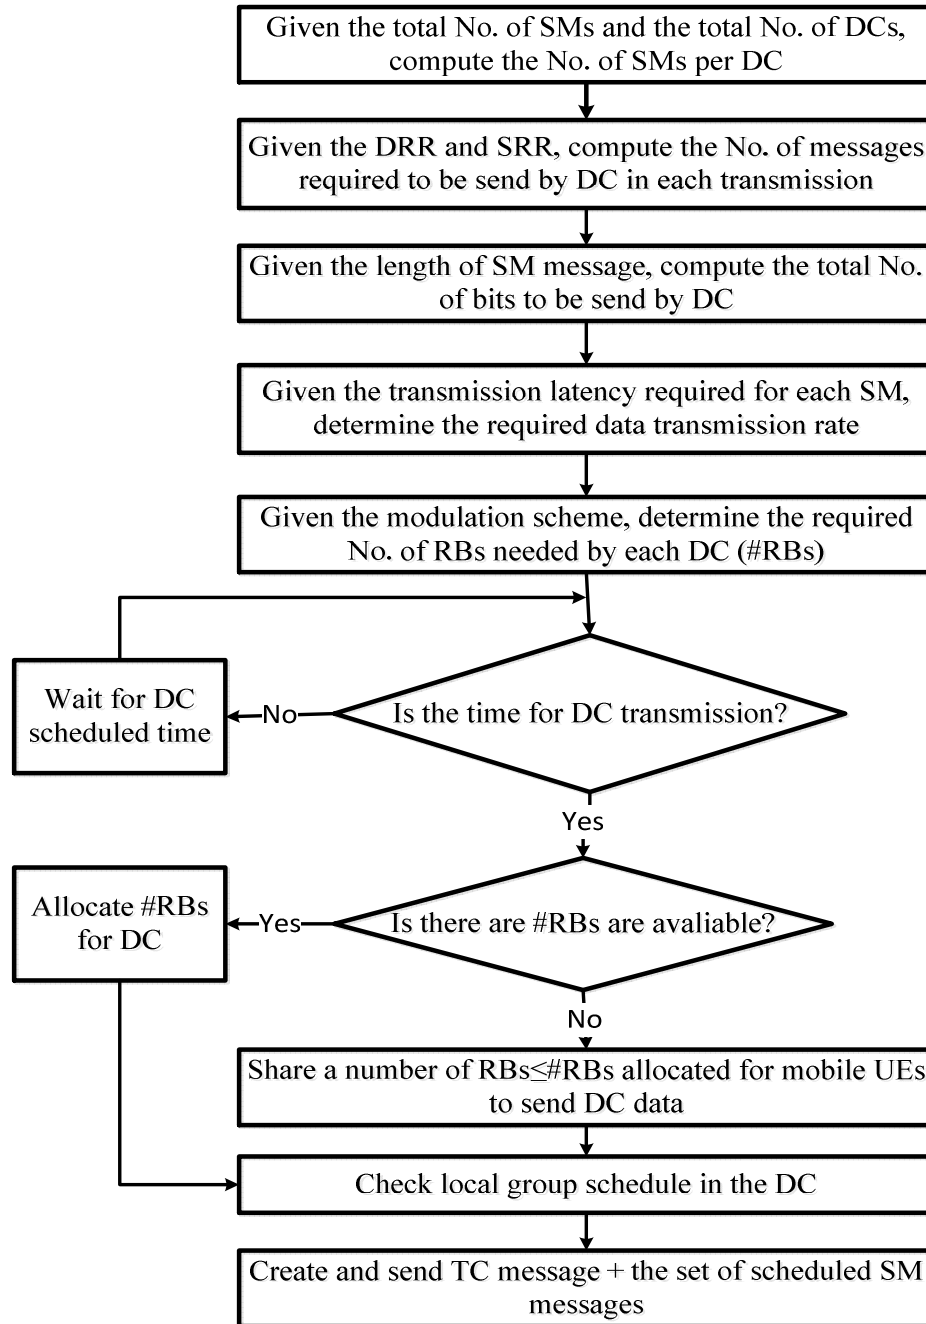 Given the total No. of SMs and the total No. of DCs,
compute the No. of SMs per DC
Given the DRR and SRR, compute the No. of messages
required to be send by DC in each transmission
Given the length of SM message, compute the total No.
of bits to be send by DC
Given the transmission latency required for each SM,
determine the required data transmission rate
Given the modulation scheme, determine the required
No. of RBs needed by each DC (#RBs)
Wait for DC
scheduled time
No
Is the time for DC transmission?
Yes
Allocate #RBs
for DC
Yes
Is there are #RBs are avaliable?
No
Share a number of RBs≤#RBs allocated for mobile UEs
to send DC data
Check local group schedule in the DC
Create and send TC message + the set of scheduled SM
messages